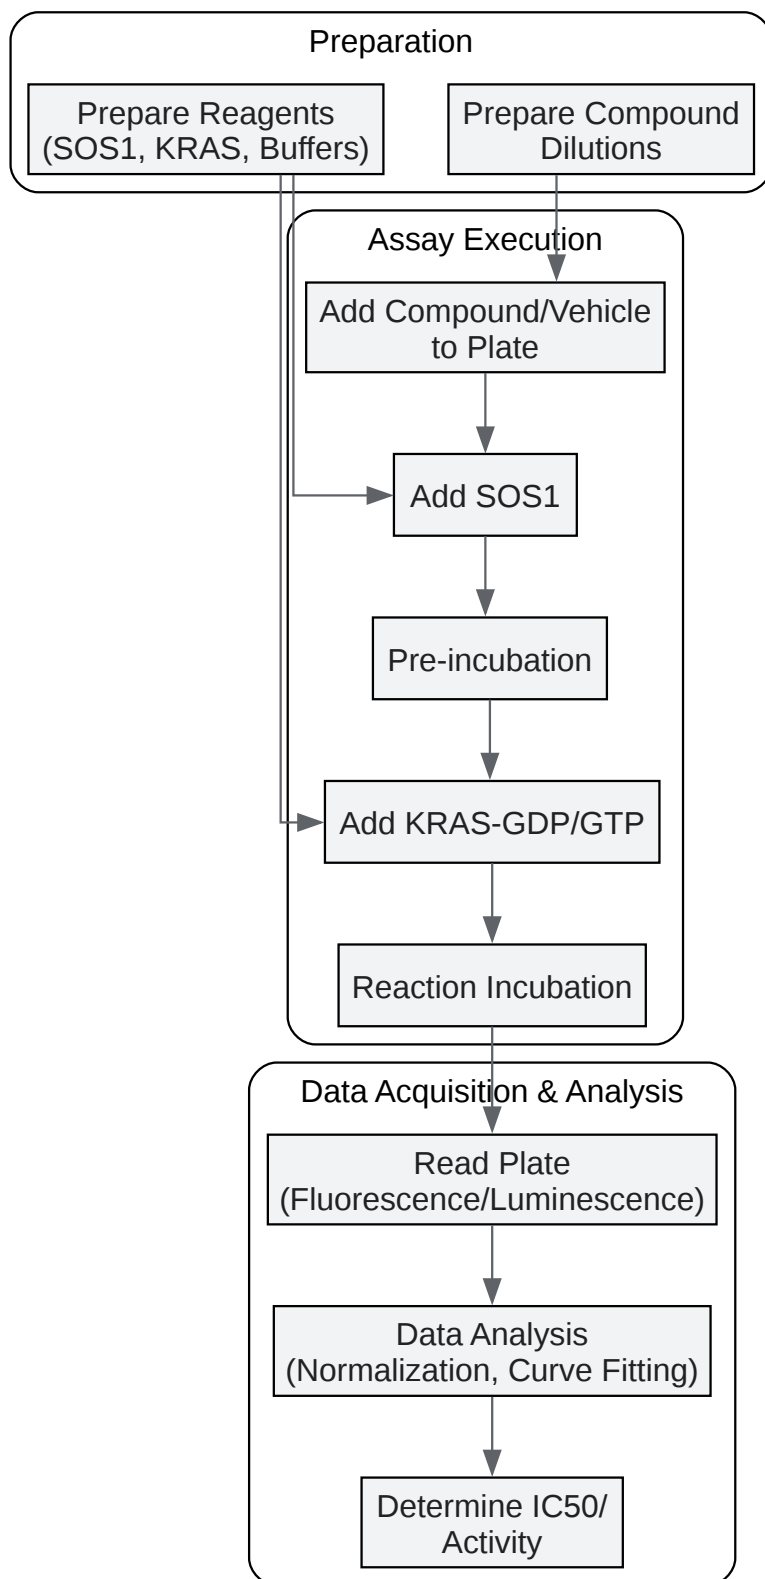 Preparation
Prepare Reagents
(SOS1, KRAS, Buffers)
Prepare Compound
Dilutions
Assay Execution
Add Compound/Vehicle
to Plate
Add SOS1
Pre-incubation
Add KRAS-GDP/GTP
Reaction Incubation
Data Acquisition & Analysis
Read Plate
(Fluorescence/Luminescence)
Data Analysis
(Normalization, Curve Fitting)
Determine IC50/
Activity